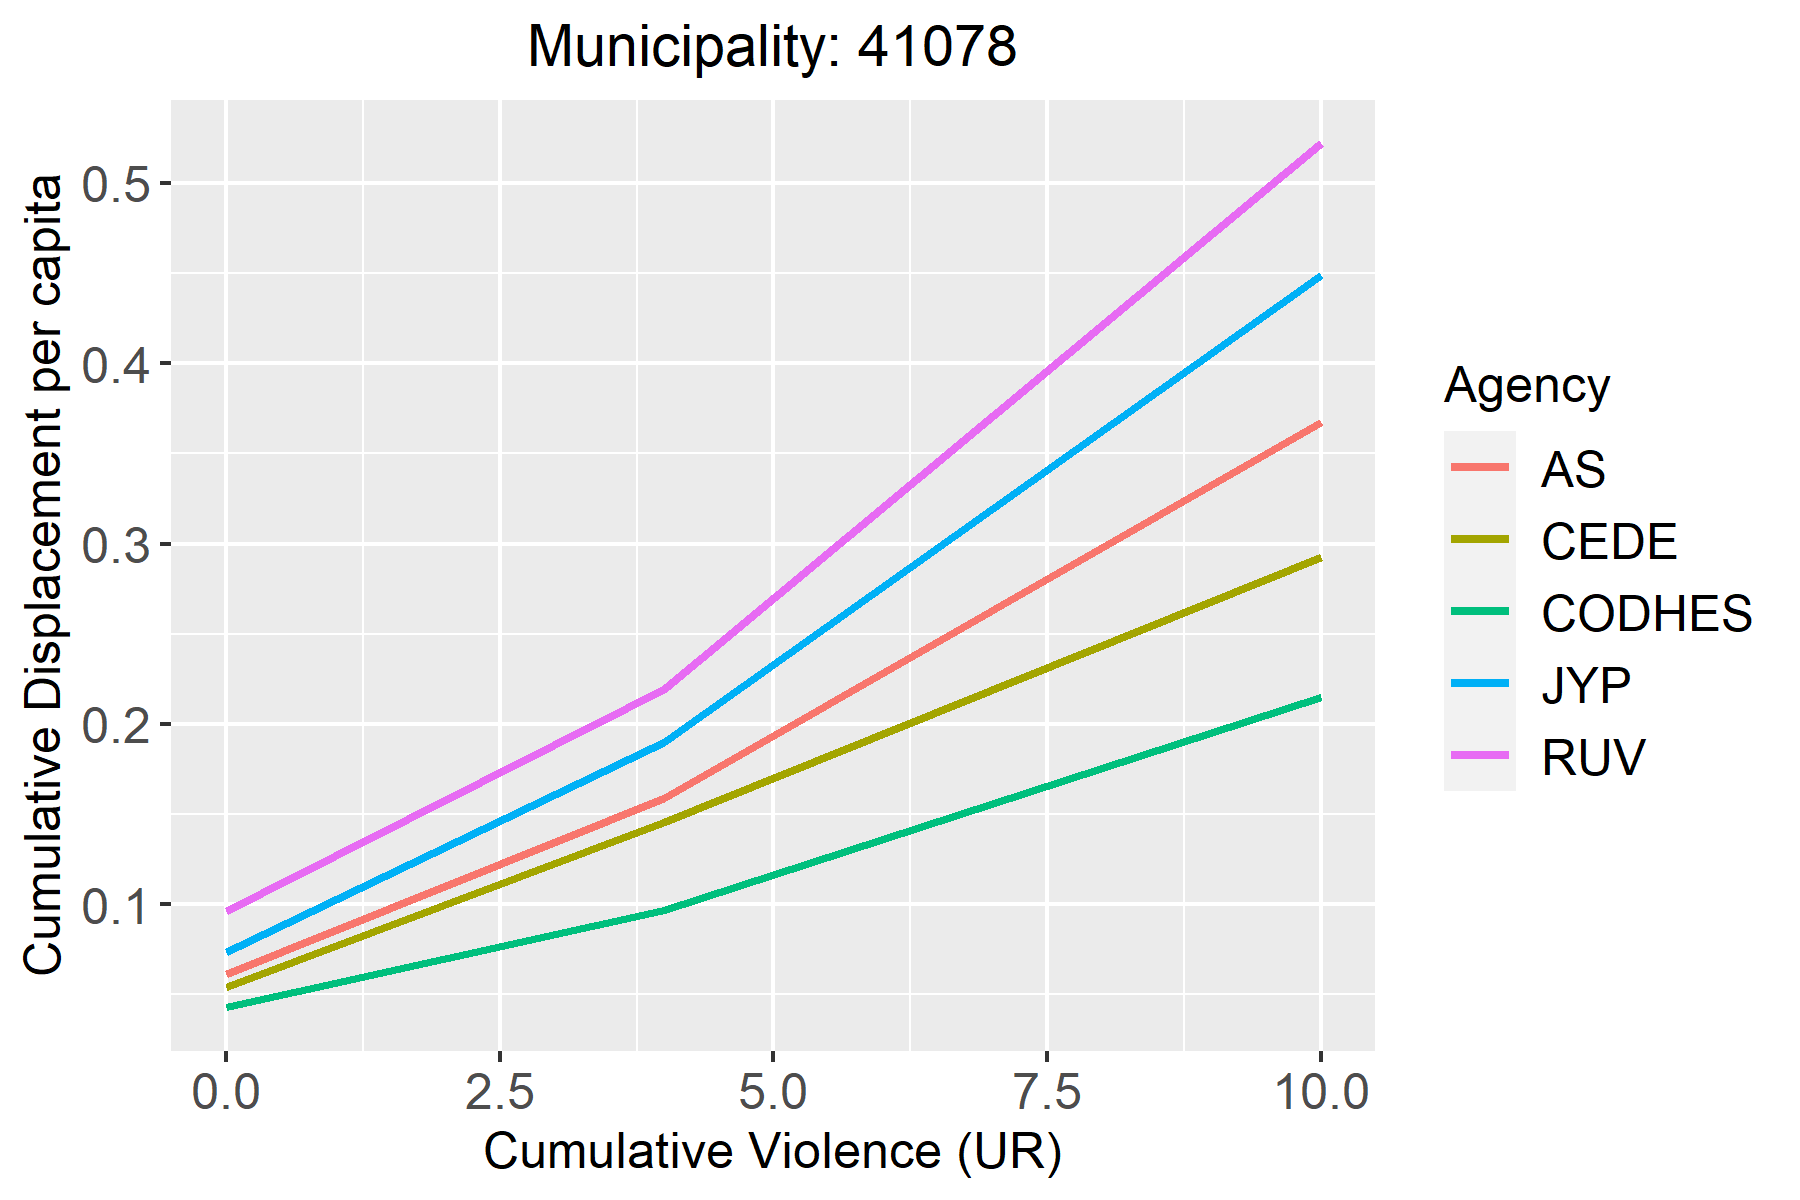 Municipality: 41078
Cumulative Displacement per capita
0.5
0.4
0.3
0.2
0.1
0.0 2.5 5.0 7.5 10.0
Cumulative Violence (UR)
Agency
AS
CEDE
CODHES
JYP
RUV